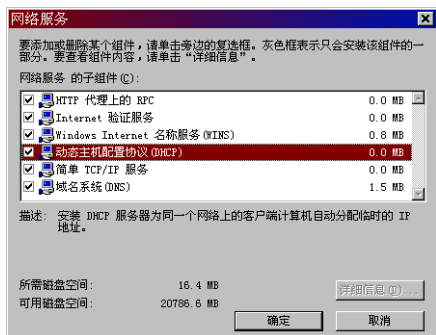 网络服务
要添加或删除某个组件，请单击旁边的复选框。灰色框表示只会安装该组件的一
部分。要查看组件内容，请单击“详细信息”。
网络服务 的子组件(C):
HTTP 代理上的 RPC 0.0 MB
Internet 验证服务 0.0 MB
Windows Internet 名称服务(WINS) 0.8 MB
动态主机配置协议(DHCP) 0.0 MB
简单 TCP/IP 服务 0.0 MB
域名系统(DNS) 1.5 MB
描述: 安装 DHCP 服务器为同一个网络上的客户端计算机自动分配临时的 IP
地址。
所需磁盘空间: 16.4 MB
详细信息(D)...
可用磁盘空间: 20786.6 MB
确定 取消